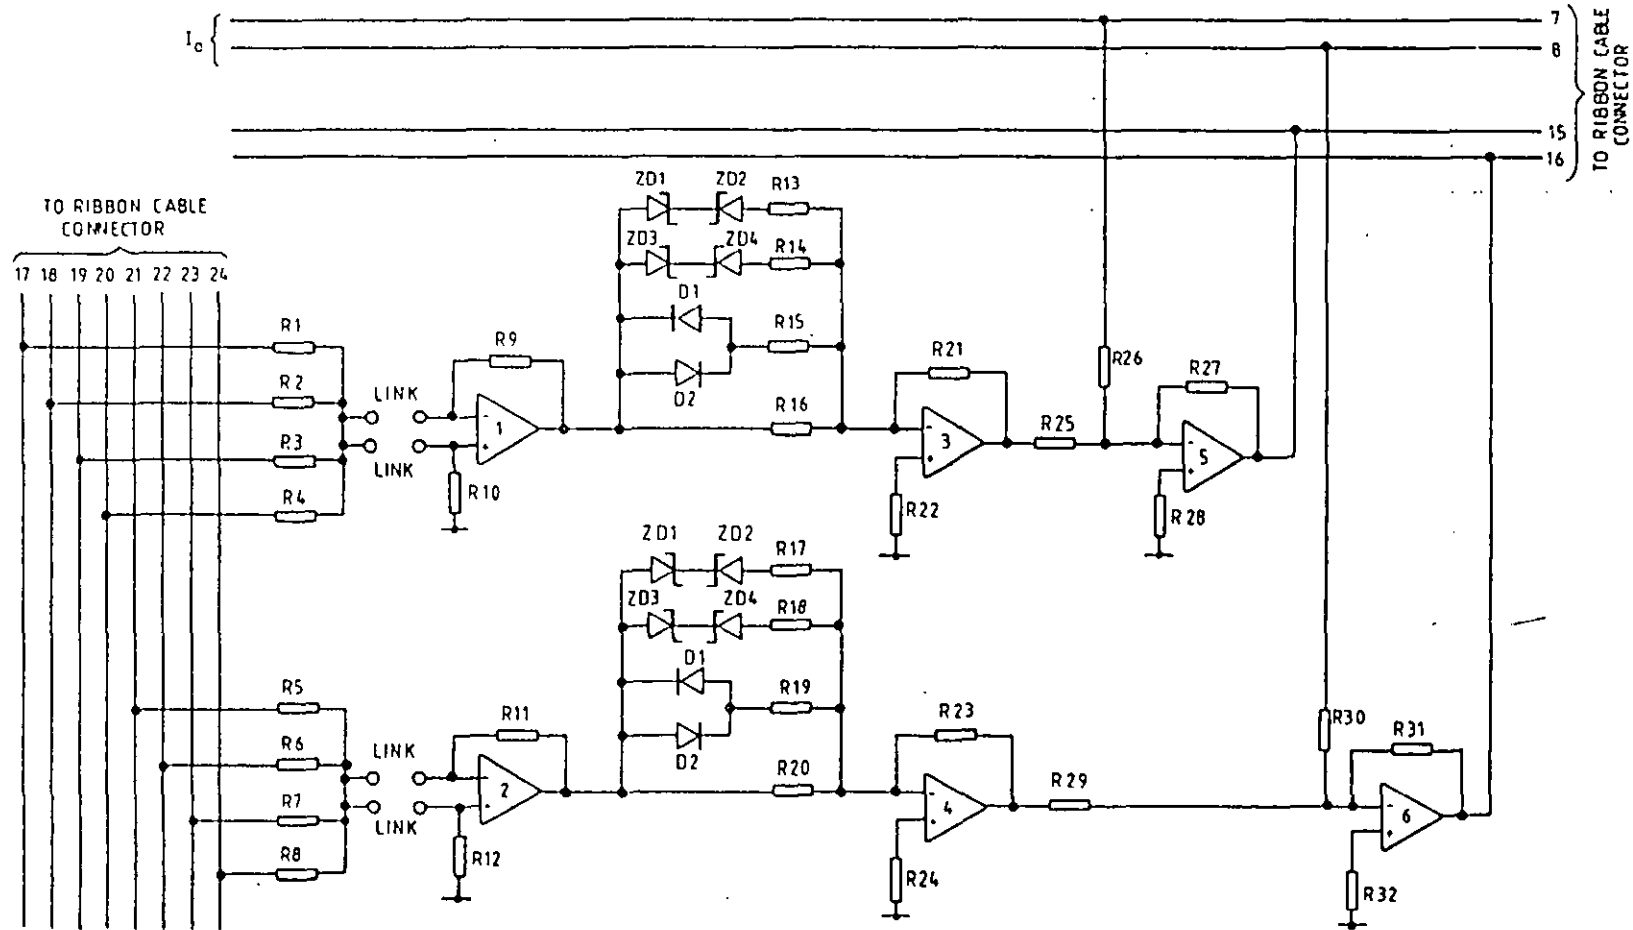 I₀
7
8
15
16
TO RIBBON CABLE
CONNECTOR
TO RIBBON CABLE
CONNECTOR
17 18 19 20 21 22 23 24
ZD1 ZD2 R13
ZD3 ZD4 R14
D1
R15
D2
R16
R1
R2
R3
R4
LINK
LINK
R9
-
+
1
R10
R21
-
+
3
R22
R25
R26
R27
-
+
5
R28
ZD1 ZD2 R17
ZD3 ZD4 R18
D1
R19
D2
R20
R5
R6
R7
R8
LINK
LINK
R11
-
+
2
R12
R23
-
+
4
R24
R29
R30
R31
-
+
6
R32